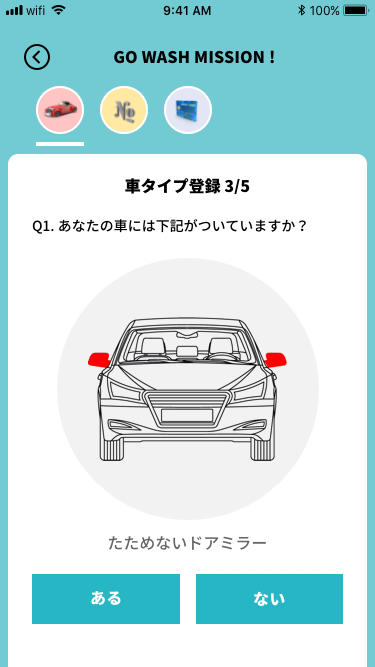 wifi 9:41 AM 100%
GO WASH MISSION !
№
車タイプ登録 3/5
Q1. あなたの車には下記がついていますか？
たためないドアミラー
ある ない